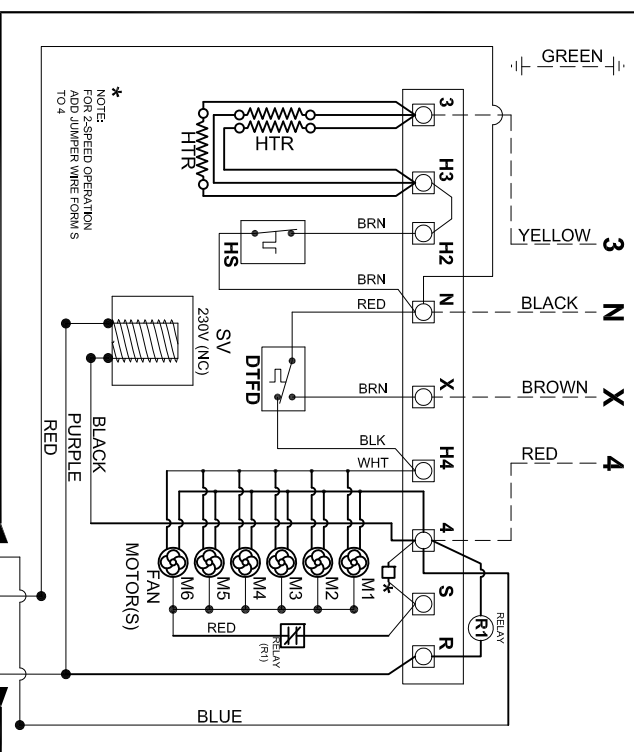 GREEN
3
HTR
HTR
*
NOTE:
FOR 2-SPEED OPERATION
ADD JUMPER WIRE FORM S
TO 4
H3
YELLOW
3
BRN
H2
HS
BRN
N
RED
BLACK
N
SV
230V (NC)
DTFD
BRN
X
BROWN
X
BLK
H4
WHT
RED
4
BLACK
PURPLE
RED
4
*
FAN
MOTOR(S)
M6
M5
M4
M3
M2
M1
S
RELAY
R1
RED
RELAY
(R1)
R
BLUE